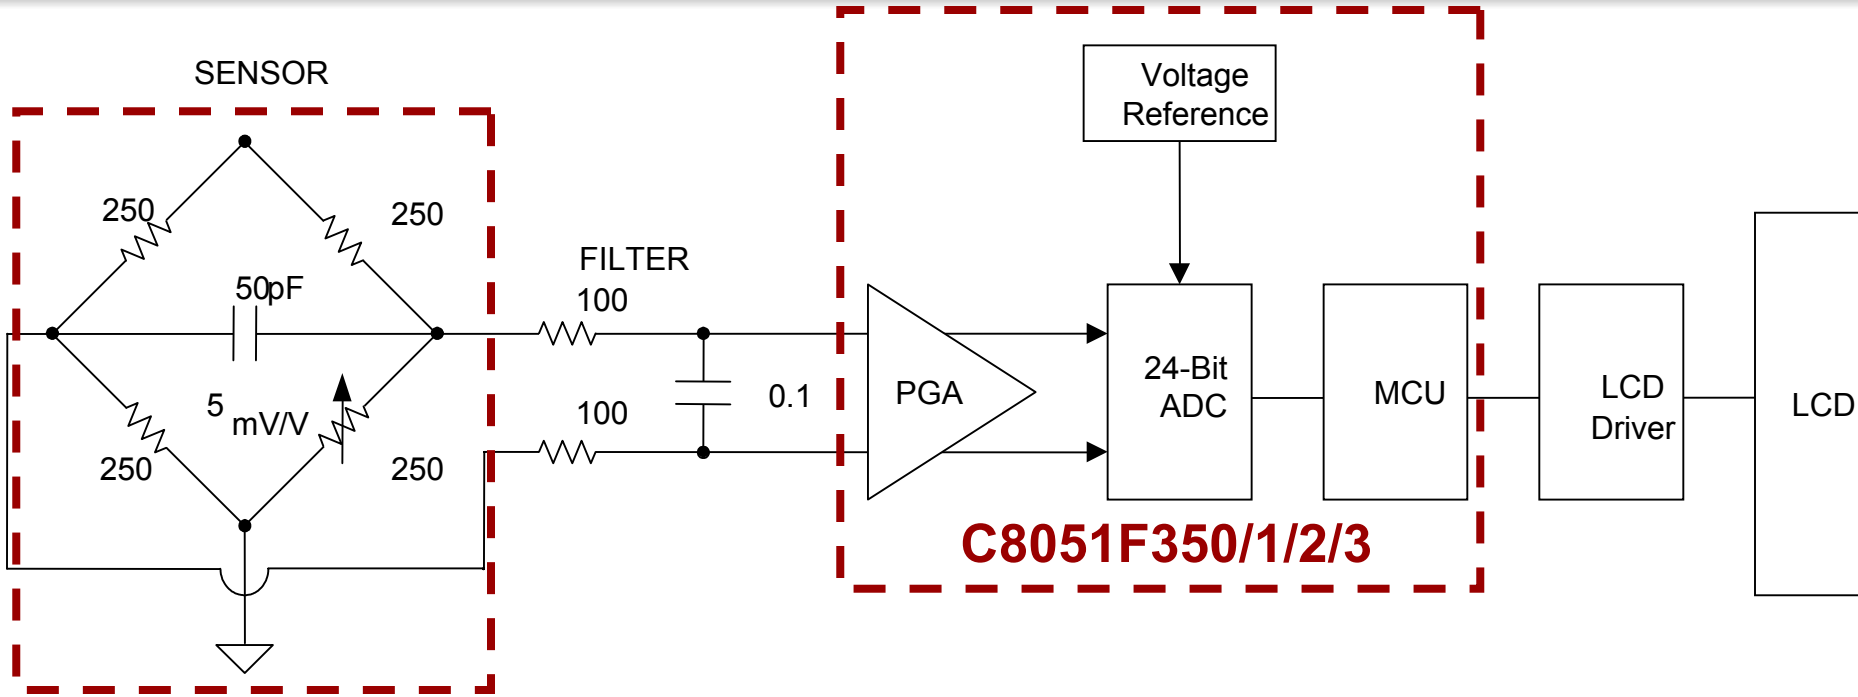 SENSOR
250
250
50pF
5
mV/V
250
250
FILTER
100
100
0.1
Voltage
Reference
PGA
24-Bit
ADC
MCU
C8051F350/1/2/3
LCD
Driver
LCD